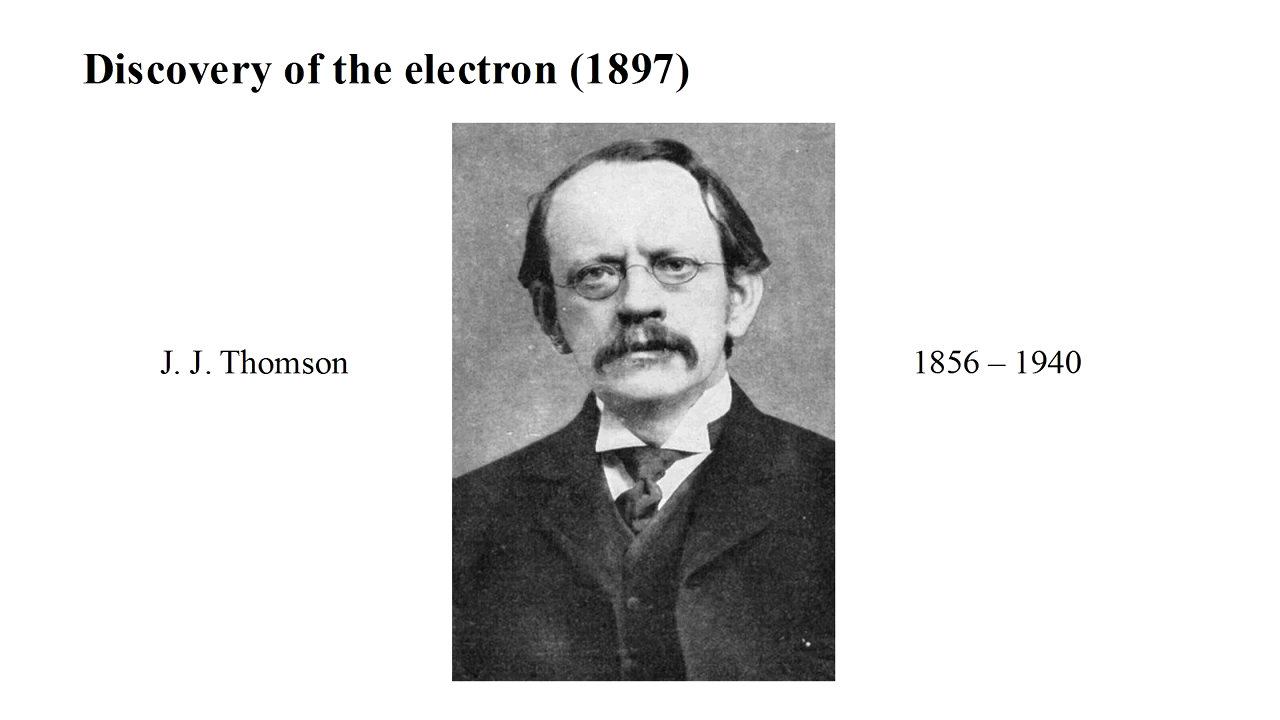 Discovery of the electron (1897)
J. J. Thomson
1856 – 1940